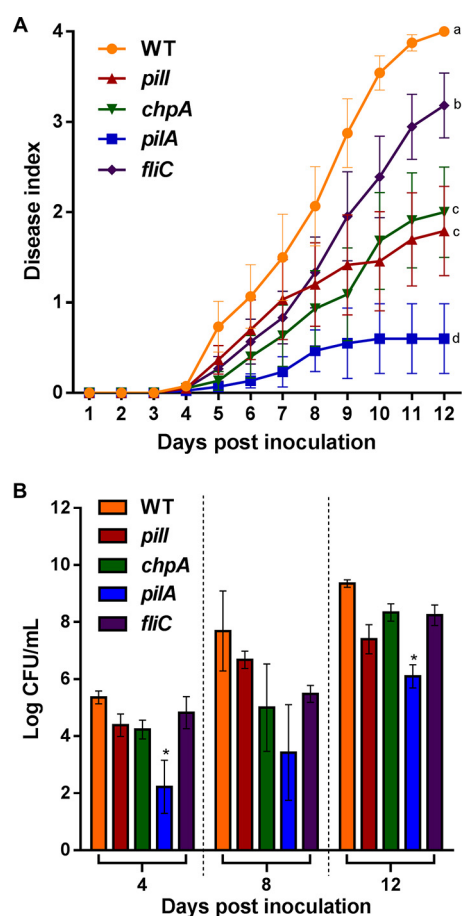 A
4
3
2
1
0
Disease index
WT
pilI
chpA
pilA
fliC
a
b
c
c
d
1 2 3 4 5 6 7 8 9 10 11 12
Days post inoculation
B
12
10
8
6
4
2
0
Log CFU/mL
WT
pilI
chpA
pilA
fliC
*
*
4 8 12
Days post inoculation